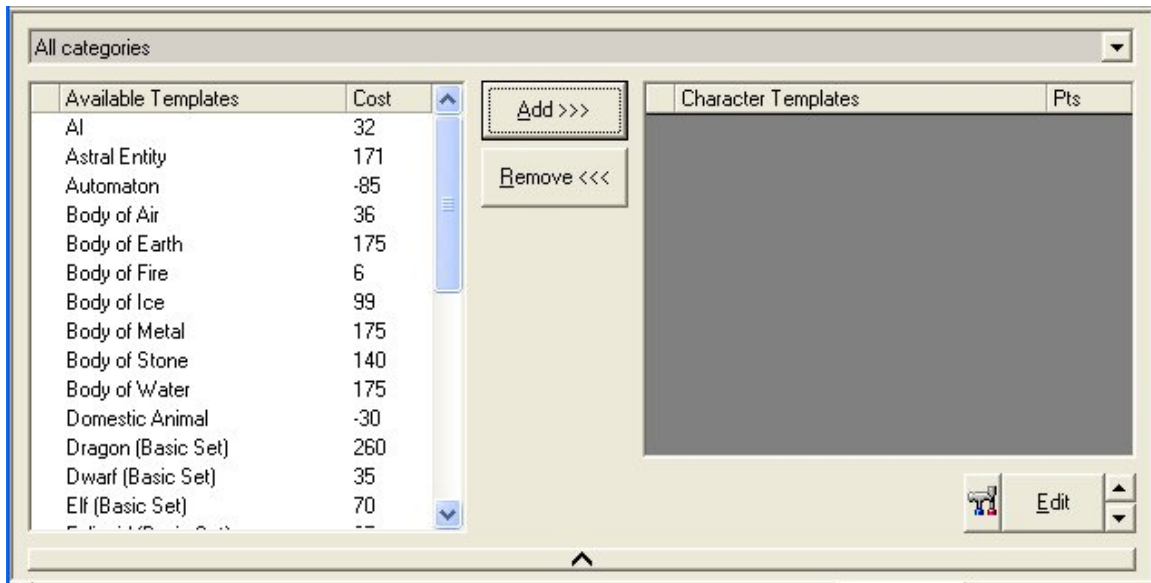 All categories
Available Templates Cost
AI 32
Astral Entity 171
Automaton -85
Body of Air 36
Body of Earth 175
Body of Fire 6
Body of Ice 99
Body of Metal 175
Body of Stone 140
Body of Water 175
Domestic Animal -30
Dragon (Basic Set) 260
Dwarf (Basic Set) 35
Elf (Basic Set) 70
Add >>>
Remove <<<
Character Templates Pts
Edit